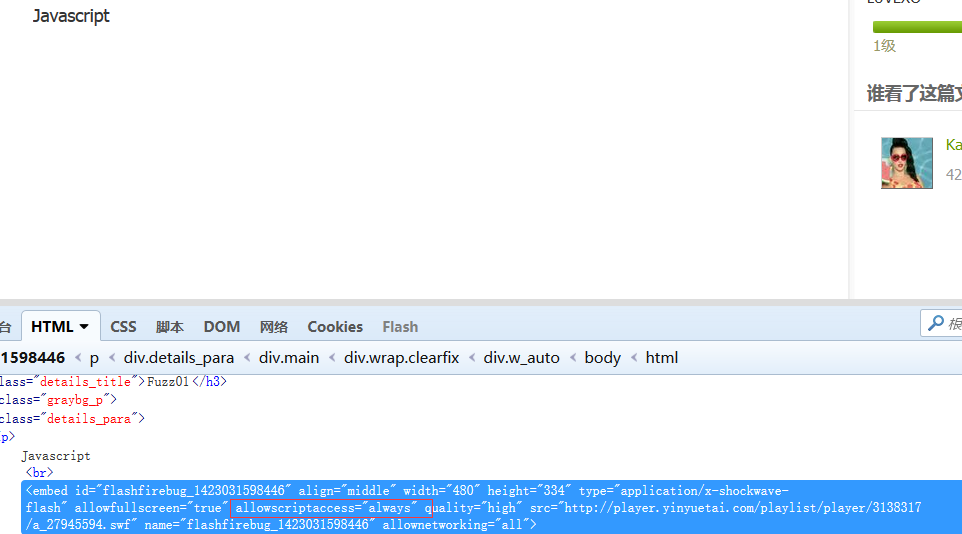 Javascript
1级
谁看了这篇文
Ka
42
台 HTML CSS 脚本 DOM 网络 Cookies Flash
1598446 < p < div.details_para < div.main < div.wrap.clearfix < div.w_auto < body < html
lass="details_title">Fuzz01</h3>
class="graybg_p">
class="details_para">
p>
Javascript
<br>
<embed id="flashfirebug_1423031598446" align="middle" width="480" height="334" type="application/x-shockwave-
flash" allowfullscreen="true" allowscriptaccess="always" quality="high" src="http://player.yinyuetai.com/playlist/player/3138317
/a_27945594.swf" name="flashfirebug_1423031598446" allownetworking="all">